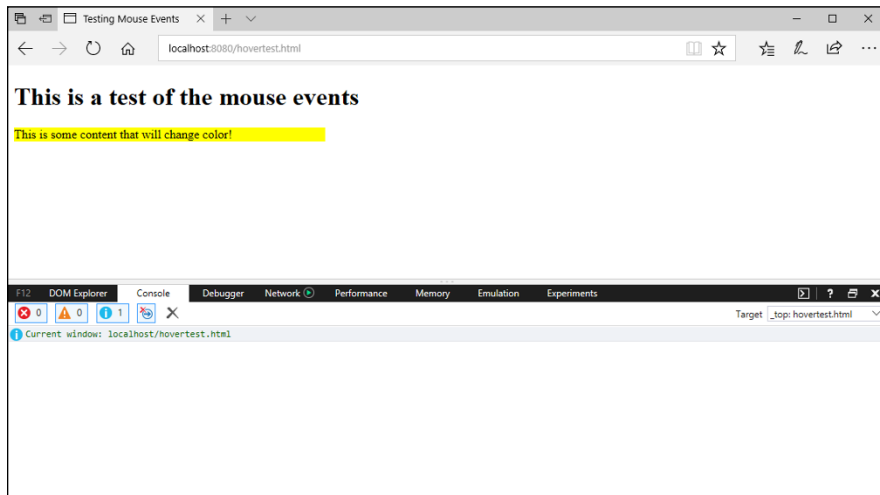 Testing Mouse Events
localhost:8080/hovertest.html
This is a test of the mouse events
This is some content that will change color!
F12 DOM Explorer Console Debugger Network Performance Memory Emulation Experiments ?
0 0 1 Target _top: hovertest.html
Current window: localhost/hovertest.html